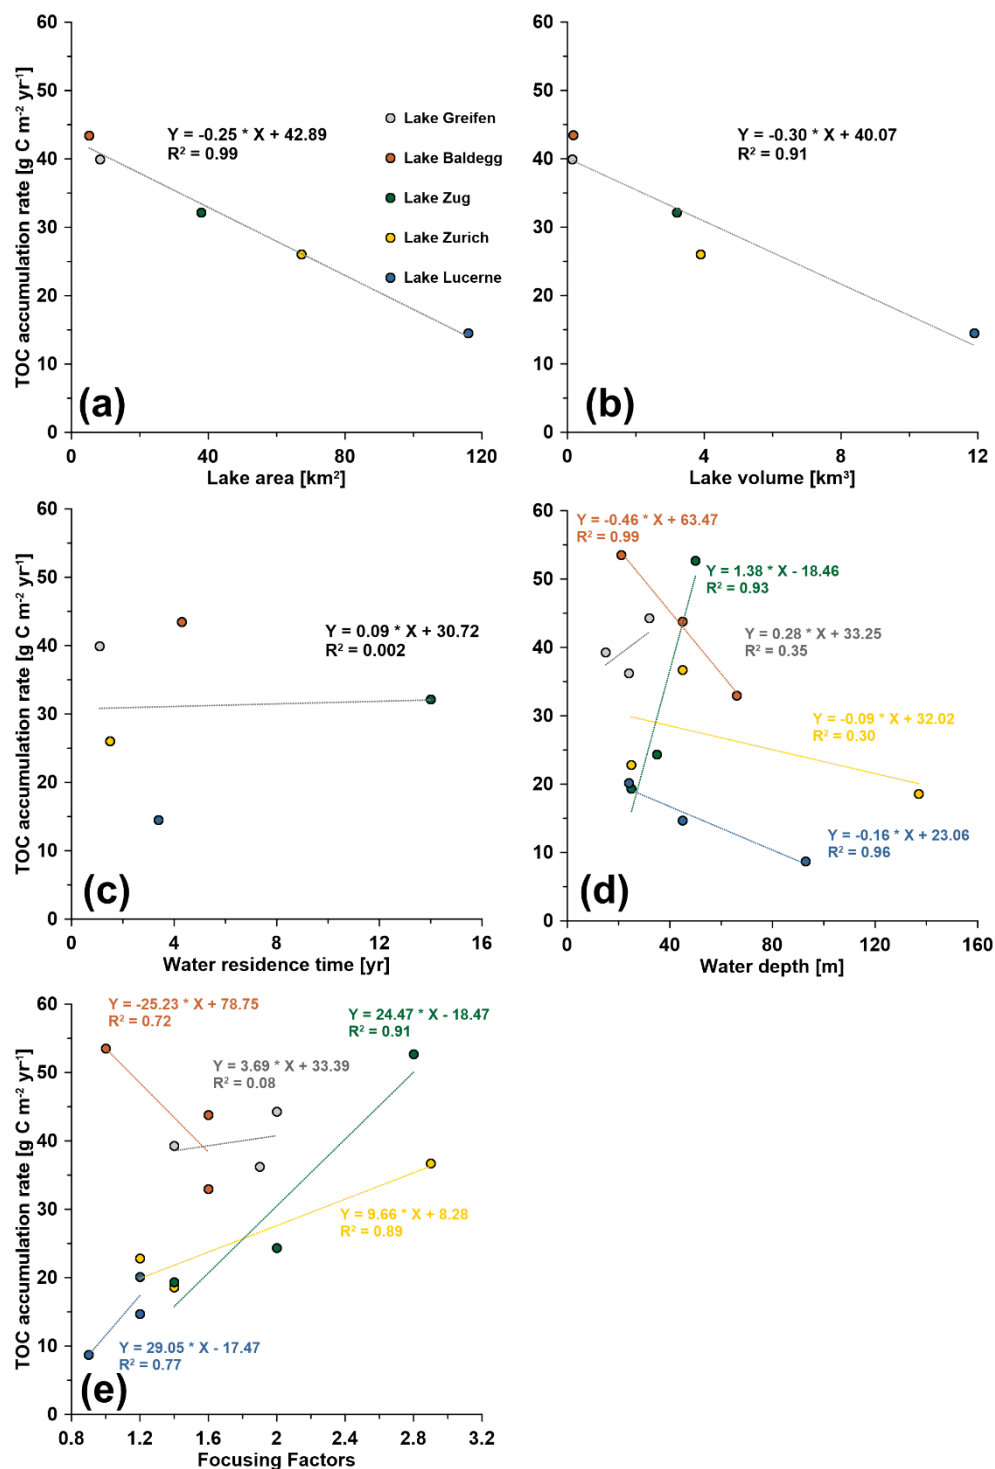 60
50
40
30
20
10
0
TOC accumulation rate [g C m⁻² yr⁻¹]
Y = -0.25 * X + 42.89
R² = 0.99
Lake Greifen
Lake Baldegg
Lake Zug
Lake Zurich
Lake Lucerne
(a)
0 40 80 120
Lake area [km²]
60
50
40
30
20
10
0
Y = -0.30 * X + 40.07
R² = 0.91
(b)
0 4 8 12
Lake volume [km³]
60
50
40
30
20
10
0
TOC accumulation rate [g C m⁻² yr⁻¹]
Y = 0.09 * X + 30.72
R² = 0.002
(c)
0 4 8 12 16
Water residence time [yr]
60
50
40
30
20
10
0
Y = -0.46 * X + 63.47
R² = 0.99
Y = 1.38 * X - 18.46
R² = 0.93
Y = 0.28 * X + 33.25
R² = 0.35
Y = -0.09 * X + 32.02
R² = 0.30
Y = -0.16 * X + 23.06
R² = 0.96
(d)
0 40 80 120 160
Water depth [m]
60
50
40
30
20
10
0
TOC accumulation rate [g C m⁻² yr⁻¹]
Y = -25.23 * X + 78.75
R² = 0.72
Y = 24.47 * X - 18.47
R² = 0.91
Y = 3.69 * X + 33.39
R² = 0.08
Y = 9.66 * X + 8.28
R² = 0.89
Y = 29.05 * X - 17.47
R² = 0.77
(e)
0.8 1.2 1.6 2 2.4 2.8 3.2
Focusing Factors